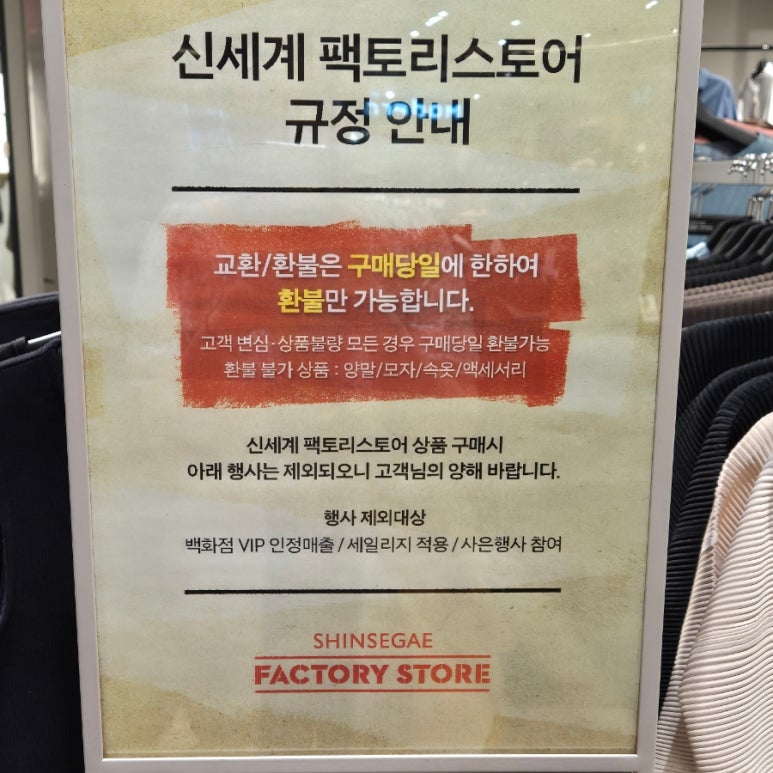 신세계 팩토리스토어
규정 안내
교환/환불은 구매당일에 한하여
환불만 가능합니다.
고객 변심·상품불량 모든 경우 구매당일 환불가능
환불 불가 상품 : 양말/모자/속옷/액세서리
신세계 팩토리스토어 상품 구매시
아래 행사는 제외되오니 고객님의 양해 바랍니다.
행사 제외대상
백화점 VIP 인정매출 / 세일리지 적용 / 사은행사 참여
SHINSEGAE
FACTORY STORE